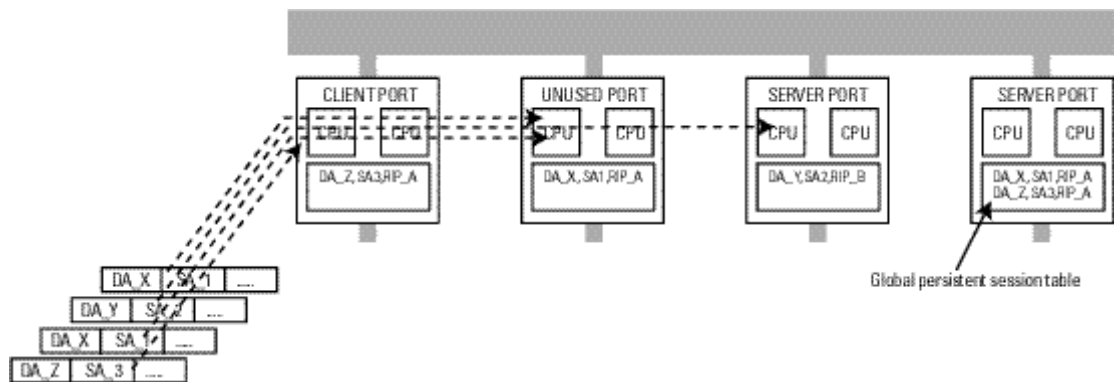 CLIENT PORT
UNUSED PORT
SERVER PORT
SERVER PORT
CPU
CPU
CPU
CPU
CPU
CPU
CPU
CPU
DA_Z, SA3,RIP_A
DA_X, SA1,RIP_A
DA_Y, SA2,RIP_B
DA_X, SA1,RIP_A
DA_Z, SA3,RIP_A
Global persistent session table
DA_X SA_1 .....
DA_Y SA_2 .....
DA_X SA_1 .....
DA_Z SA_3 .....